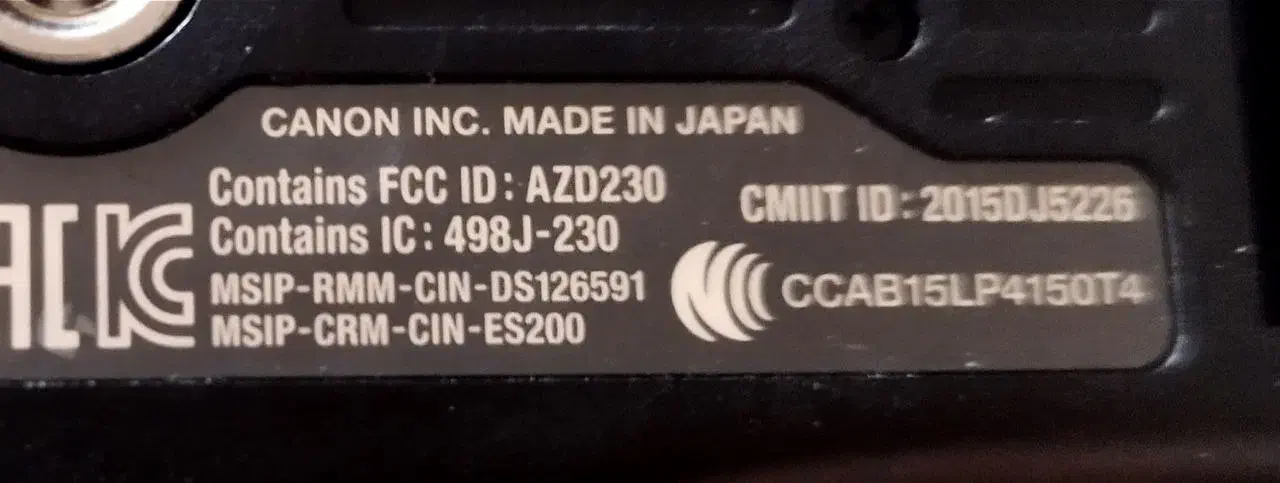 CANON INC. MADE IN JAPAN
Contains FCC ID: AZD230
Contains IC: 498J-230
MSIP-RMM-CIN-DS126591
MSIP-CRM-CIN-ES200
CMIIT ID: 2015DJ5226
CCAB15LP4150T4